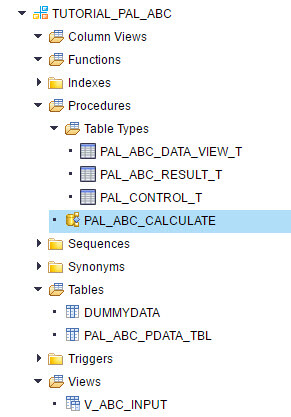 TUTORIAL_PAL_ABC
Column Views
Functions
Indexes
Procedures
Table Types
PAL_ABC_DATA_VIEW_T
PAL_ABC_RESULT_T
PAL_CONTROL_T
PAL_ABC_CALCULATE
Sequences
Synonyms
Tables
DUMMYDATA
PAL_ABC_PDATA_TBL
Triggers
Views
V_ABC_INPUT